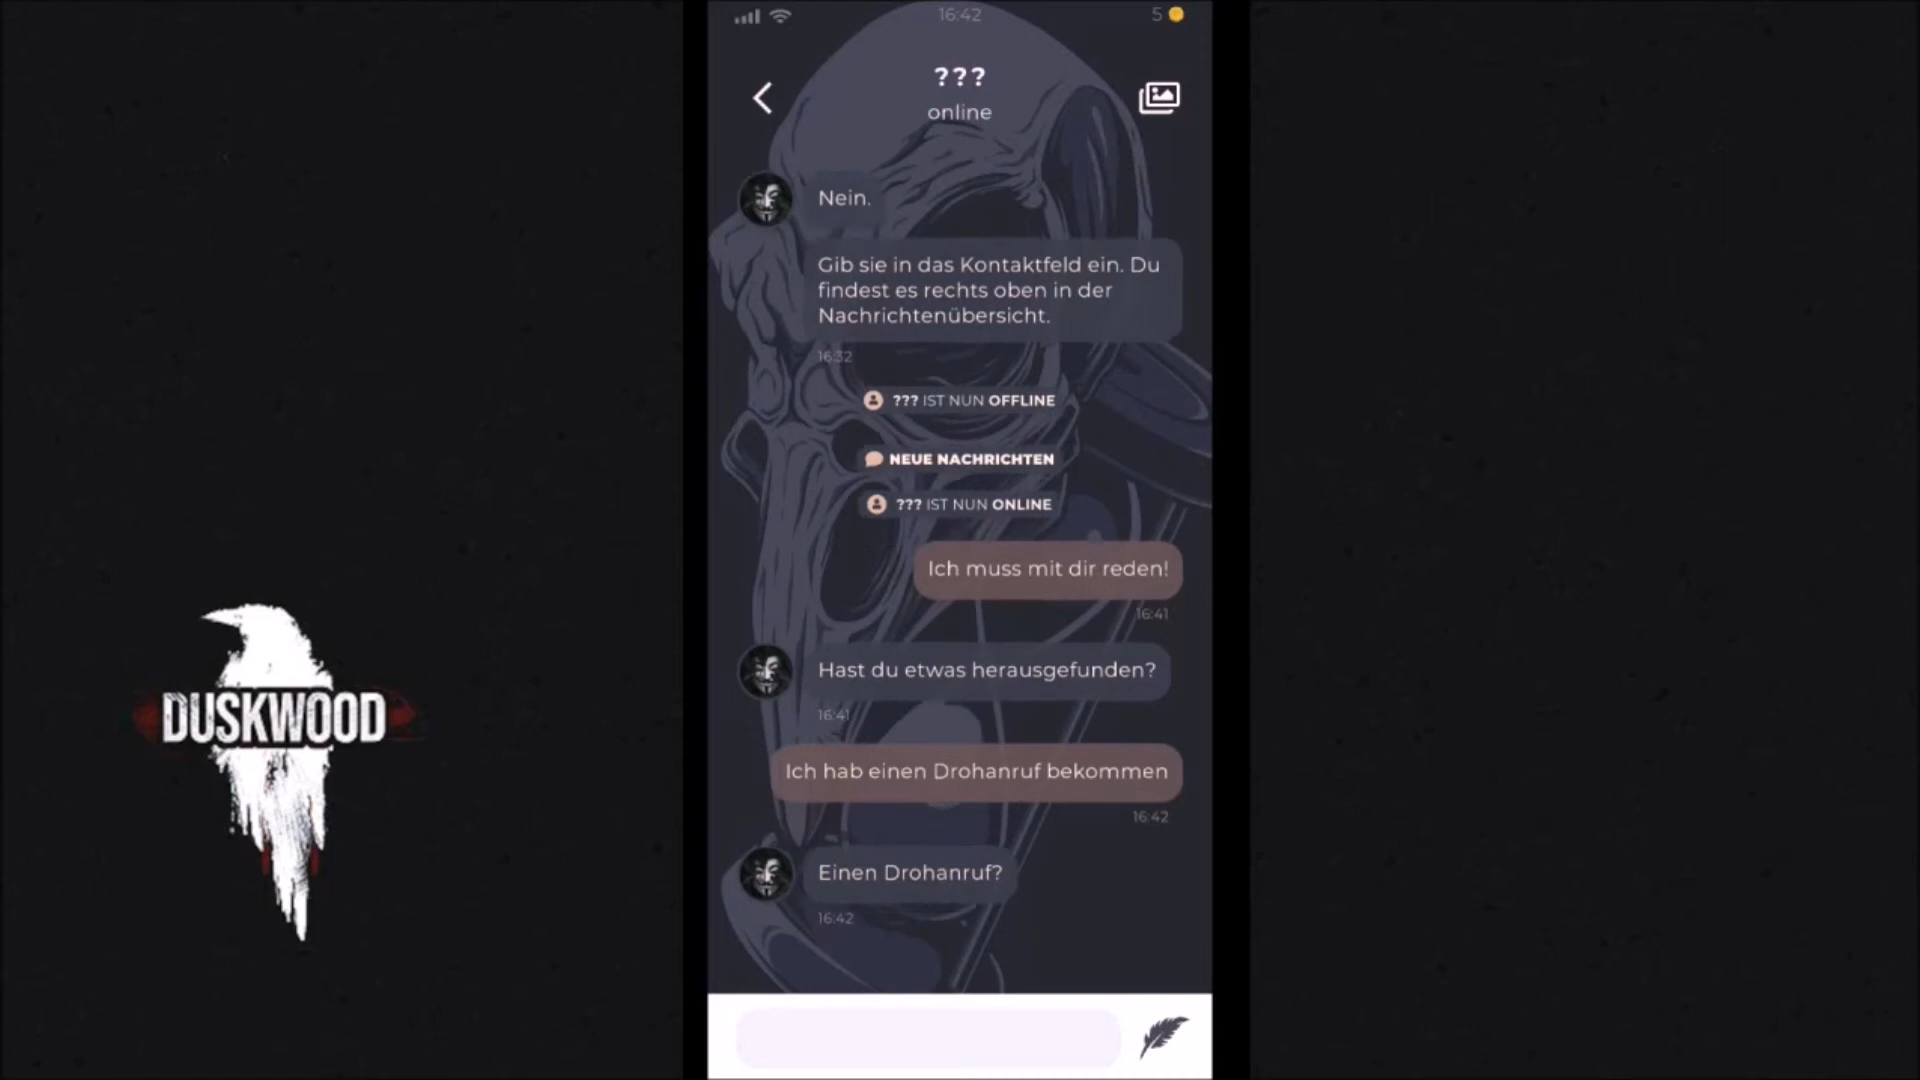 16:42
5
???
online
Nein.
Gib sie in das Kontaktfeld ein. Du
findest es rechts oben in der
Nachrichtenübersicht.
16:32
??? IST NUN OFFLINE
NEUE NACHRICHTEN
??? IST NUN ONLINE
Ich muss mit dir reden!
16:41
Hast du etwas herausgefunden?
16:41
Ich hab einen Drohanruf bekommen
16:42
Einen Drohanruf?
16:42
DUSKWOOD